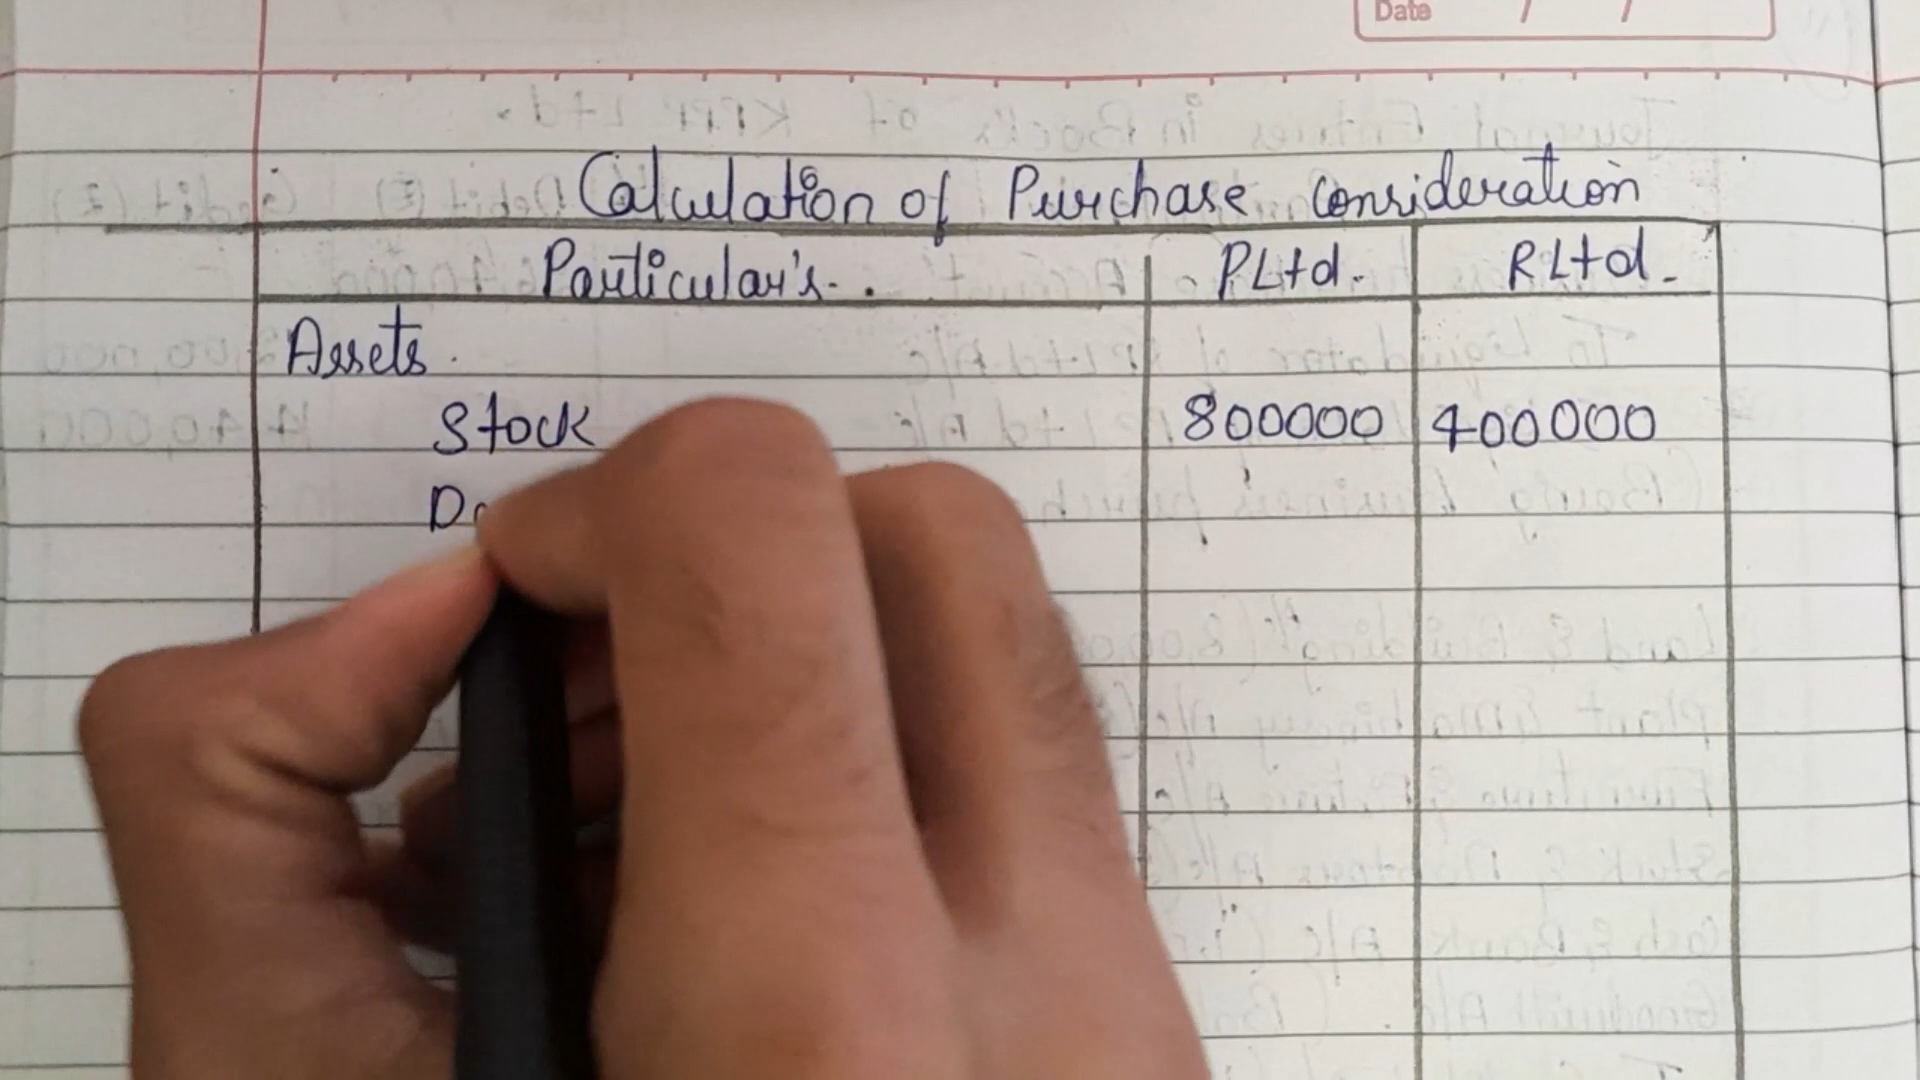 Date / /
Calculation of Purchase consideration
Particular's. P Ltd. R Ltd.
Assets.
Stock 800000 400000